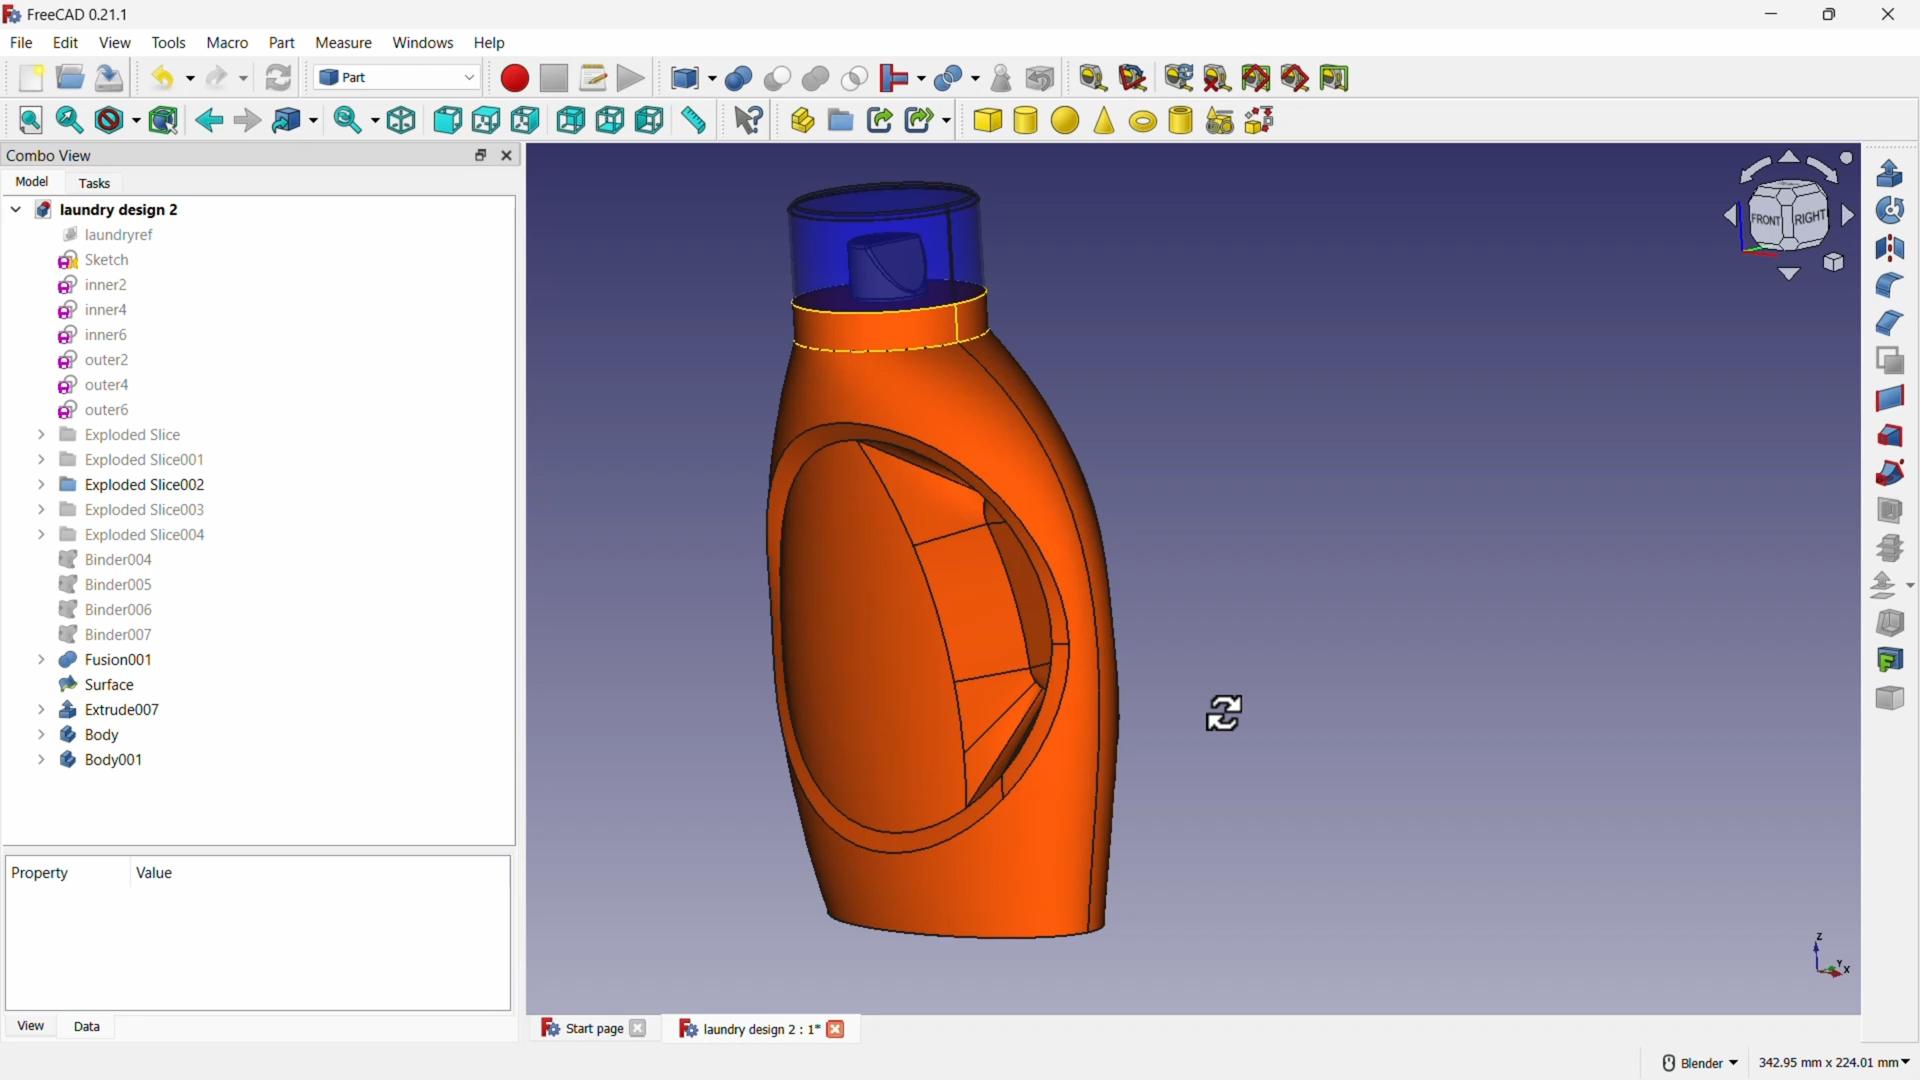 FreeCAD 0.21.1
File Edit View Tools Macro Part Measure Windows Help
Part
Combo View
Model Tasks
laundry design 2
laundryref
Sketch
inner2
inner4
inner6
outer2
outer4
outer6
Exploded Slice
Exploded Slice001
Exploded Slice002
Exploded Slice003
Exploded Slice004
Binder004
Binder005
Binder006
Binder007
Fusion001
Surface
Extrude007
Body
Body001
Property Value
View Data
FRONT RIGHT
Z
Y
X
Start page
laundry design 2 : 1*
Blender
342.95 mm x 224.01 mm